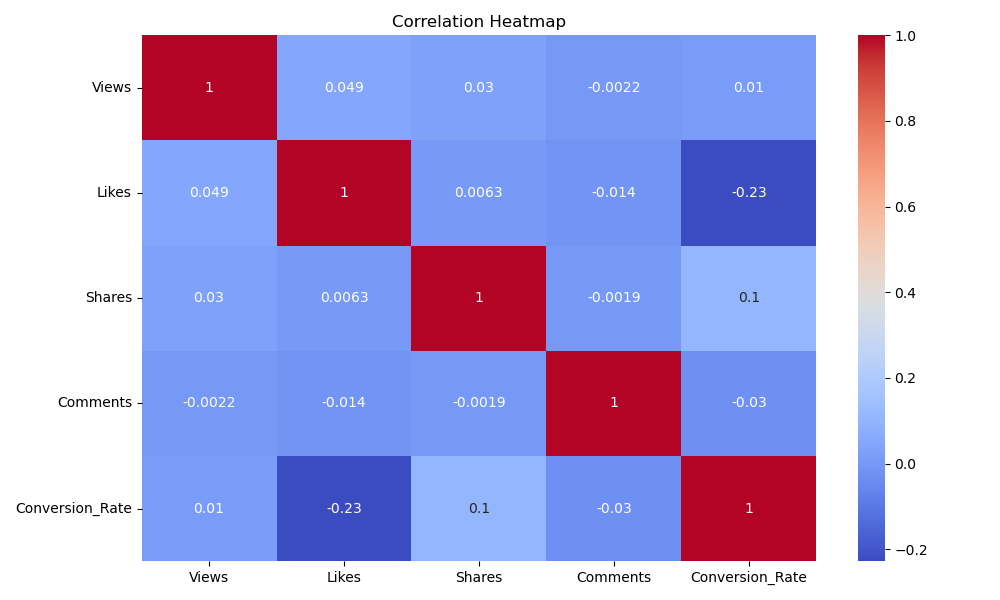 Correlation Heatmap
Views 1 0.049 0.03 -0.0022 0.01
Likes 0.049 1 0.0063 -0.014 -0.23
Shares 0.03 0.0063 1 -0.0019 0.1
Comments -0.0022 -0.014 -0.0019 1 -0.03
Conversion_Rate 0.01 -0.23 0.1 -0.03 1
Views Likes Shares Comments Conversion_Rate
1.0
0.8
0.6
0.4
0.2
0.0
−0.2